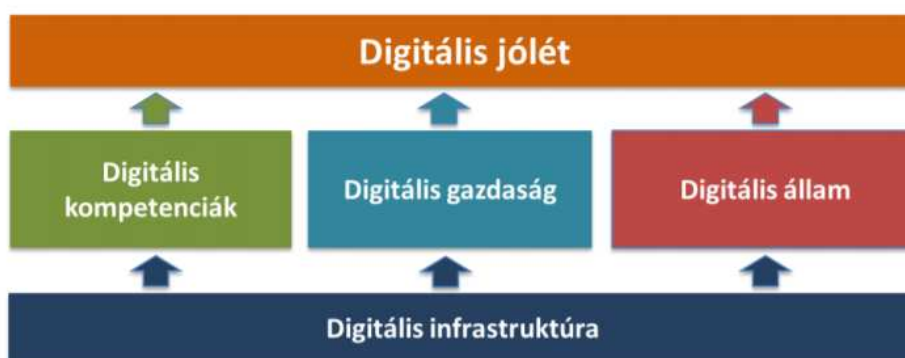 Digitális jólét
Digitális
kompetenciák
Digitális gazdaság
Digitális állam
Digitális infrastruktúra